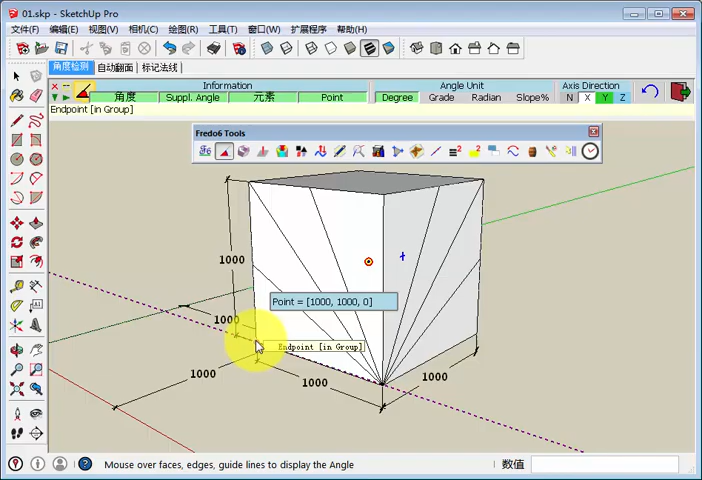 01.skp - SketchUp Pro
文件(F) 编辑(E) 视图(V) 相机(C) 绘图(R) 工具(T) 窗口(W) 扩展程序 帮助(H)
角度检测 自动翻面 标记法线
Information Angle Unit Axis Direction
角度 Suppl. Angle 元素 Point Degree Grade Radian Slope% N X Y Z
Endpoint [in Group]
Fredo6 Tools
1000
Point = [1000, 1000, 0]
1000
Endpoint [in Group]
1000
1000
1000
Mouse over faces, edges, guide lines to display the Angle 数值